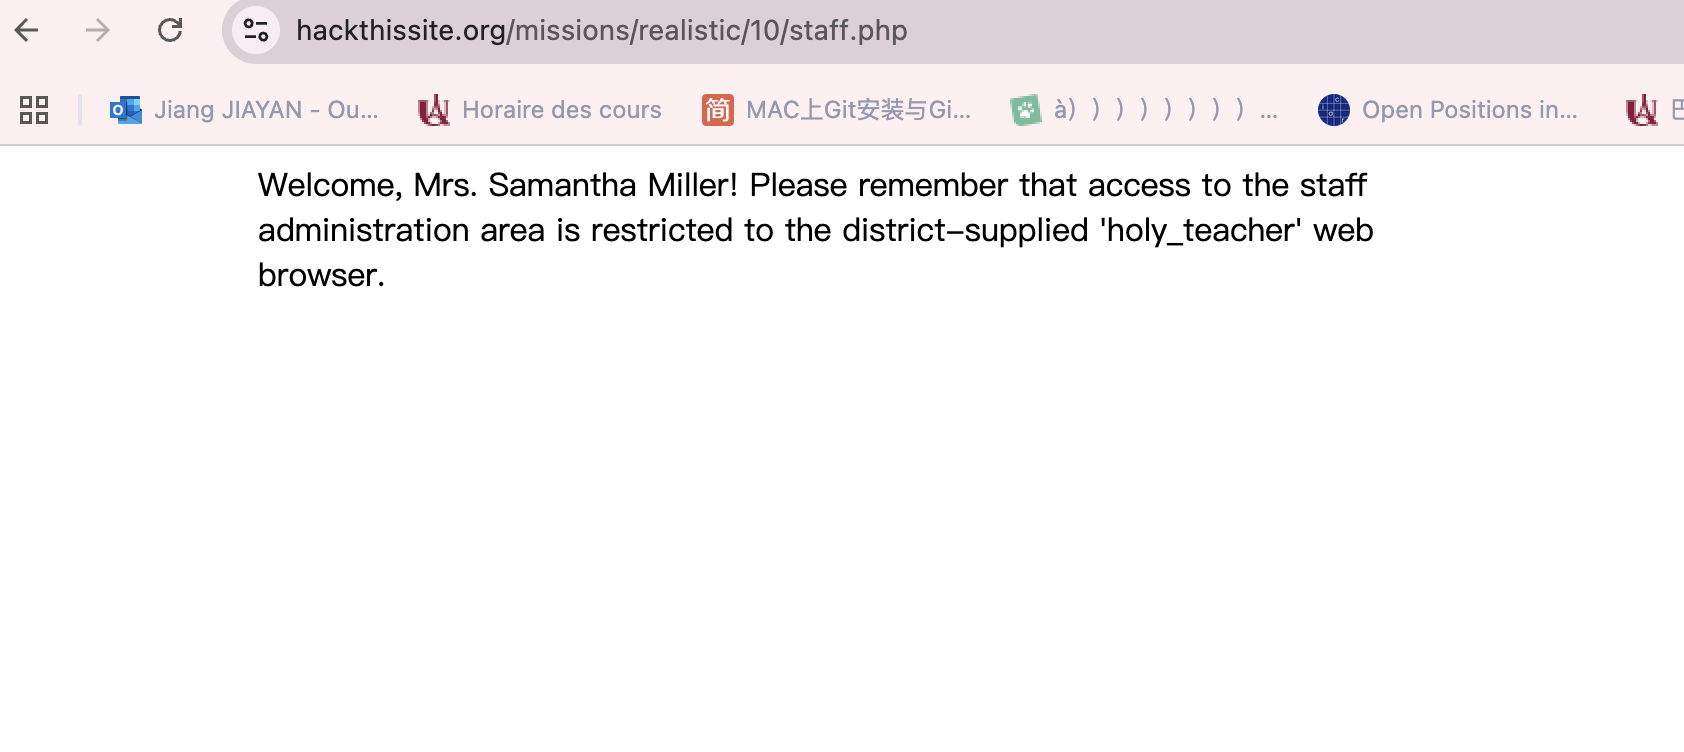 hackthissite.org/missions/realistic/10/staff.php
Jiang JIAYAN - Ou... Horaire des cours 简 MAC上Git安装与Gi... à) ) ) ) ) ) ) ) ... Open Positions in...
Welcome, Mrs. Samantha Miller! Please remember that access to the staff
administration area is restricted to the district-supplied 'holy_teacher' web
browser.